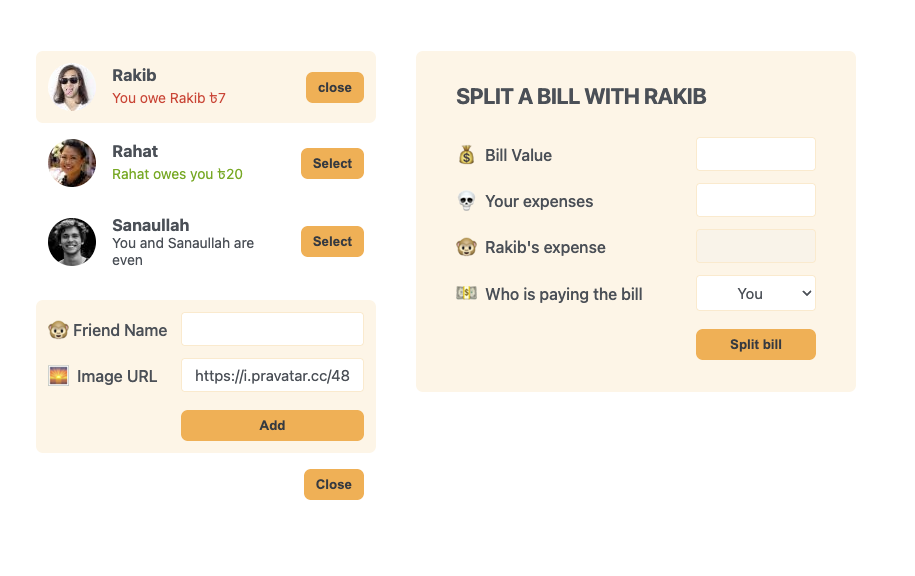 Rakib
You owe Rakib ৳7
close
Rahat
Rahat owes you ৳20
Select
Sanaullah
You and Sanaullah are
even
Select
🐵 Friend Name
🌅 Image URL
https://i.pravatar.cc/48
Add
Close
SPLIT A BILL WITH RAKIB
💰 Bill Value
💀 Your expenses
🐵 Rakib's expense
💵 Who is paying the bill
You
Split bill